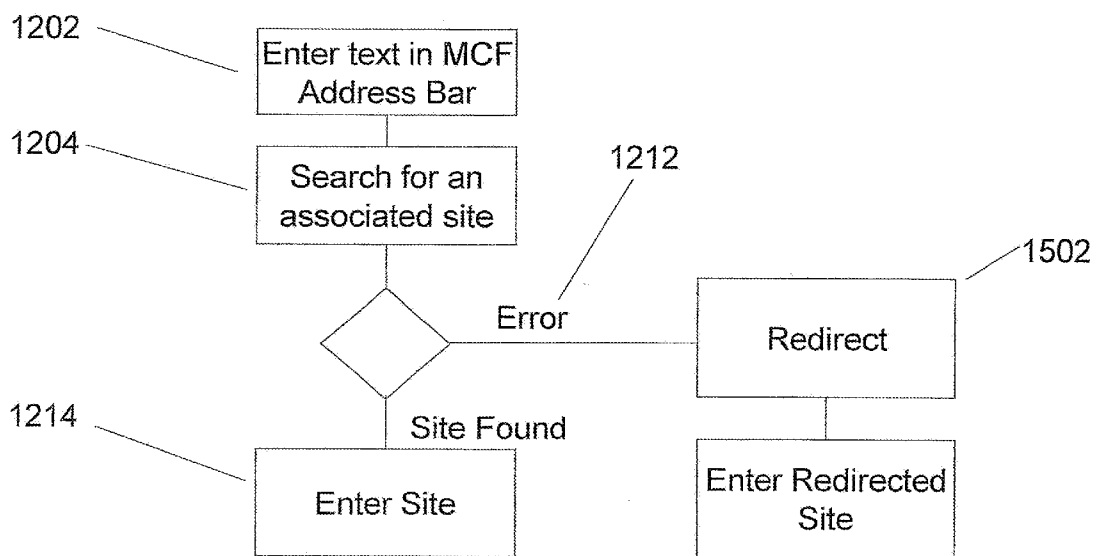 1202
Enter text in MCF
Address Bar
1204
Search for an
associated site
1212
1502
Error
Redirect
1214
Site Found
Enter Site
Enter Redirected
Site